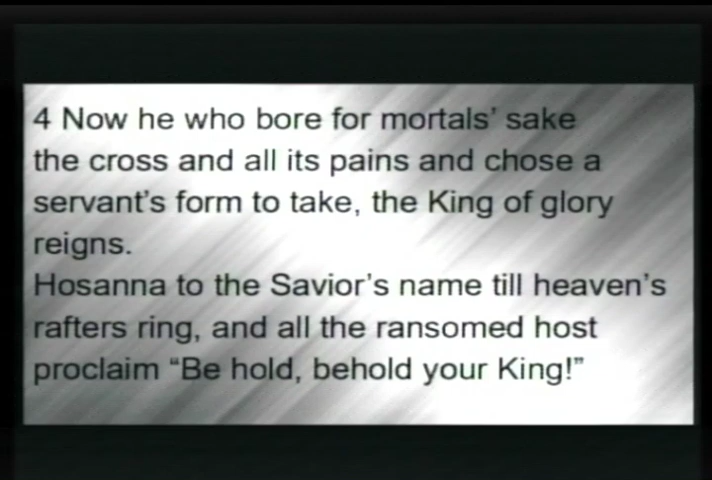 4 Now he who bore for mortals’ sake
the cross and all its pains and chose a
servant’s form to take, the King of glory
reigns.
Hosanna to the Savior’s name till heaven’s
rafters ring, and all the ransomed host
proclaim “Be hold, behold your King!”